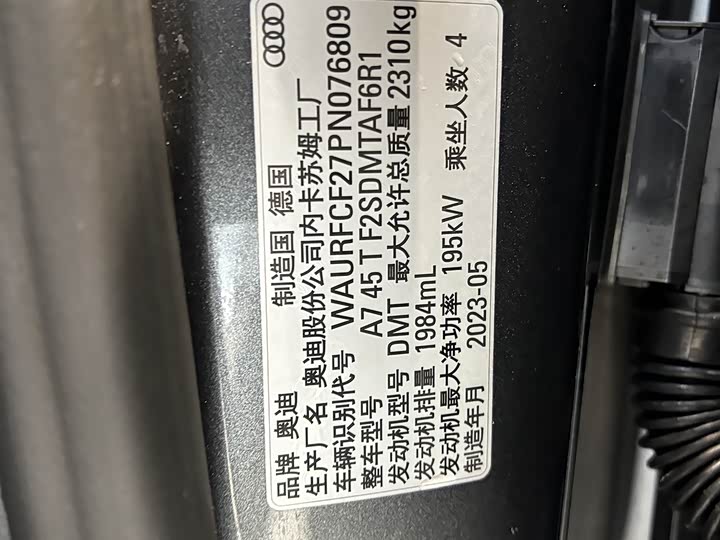 品牌 奥迪 制造国 德国
生产厂名 奥迪股份公司内卡苏姆工厂
车辆识别代号 WAURFCF27PN076809
整车型号 A7 45 T F2SDMTAF6R1
发动机型号 DMT 最大允许总质量 2310kg
发动机排量 1984mL
发动机最大净功率 195kW 乘坐人数 4
制造年月 2023-05